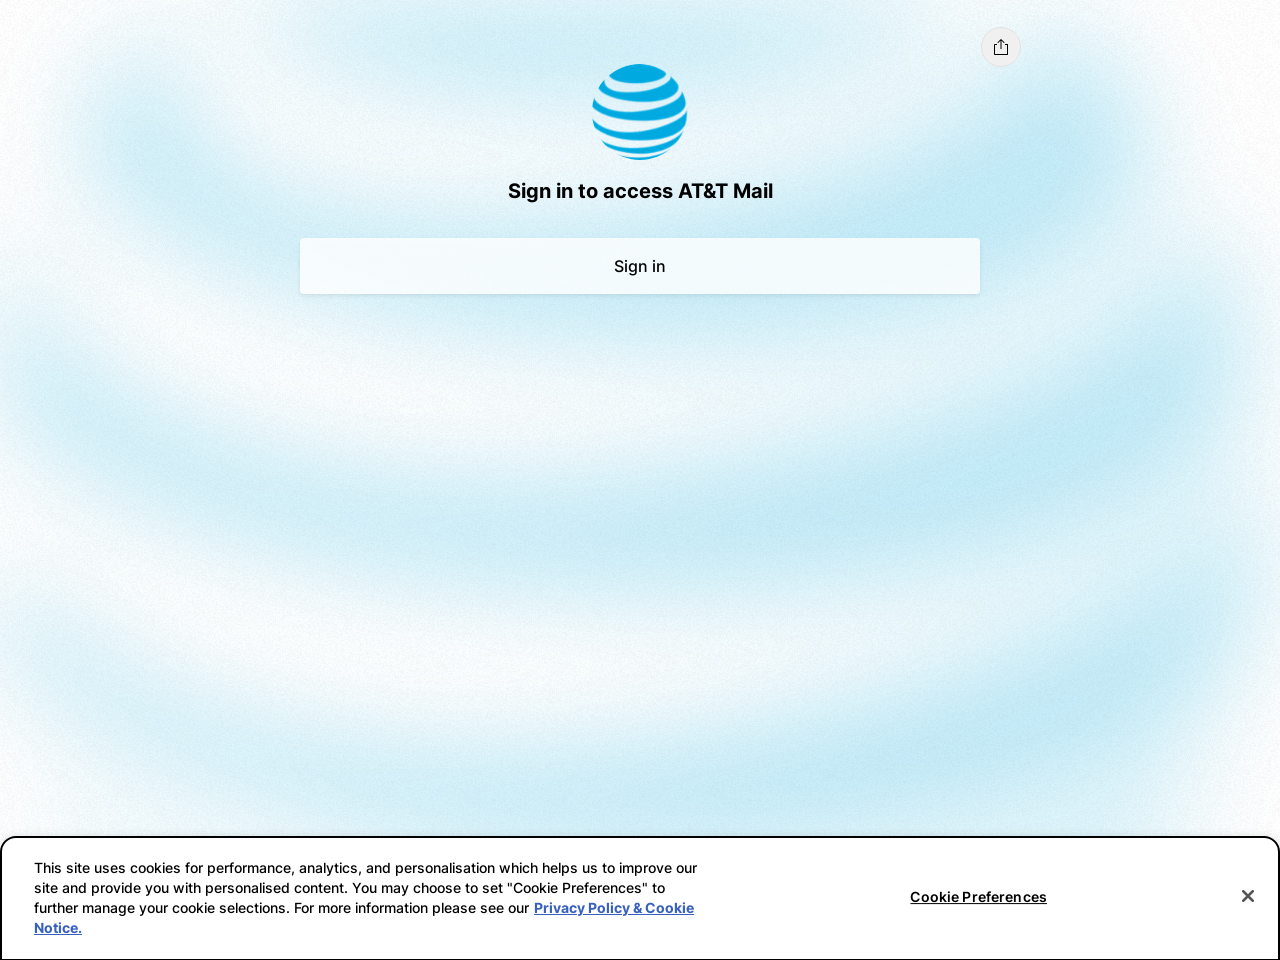 Sign in to access AT&T Mail
Sign in
This site uses cookies for performance, analytics, and personalisation which helps us to improve our
site and provide you with personalised content. You may choose to set "Cookie Preferences" to
further manage your cookie selections. For more information please see our Privacy Policy & Cookie
Notice.
Cookie Preferences